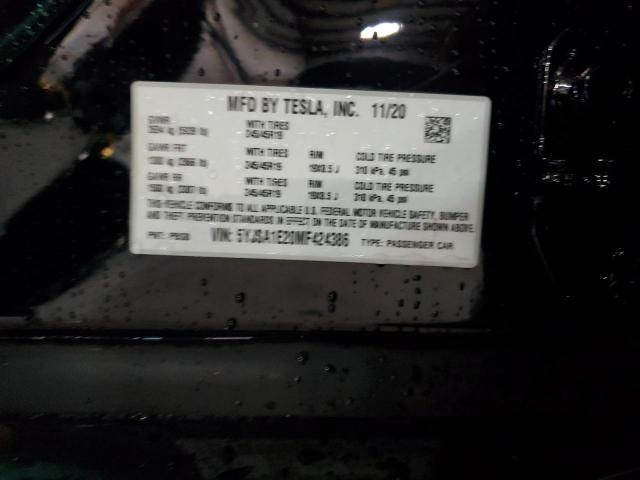 MFD BY TESLA, INC. 11/20
GVWR WITH TIRES
245/45R19
GAWR FRT WITH TIRES RIM COLD TIRE PRESSURE
245/45R19 19X8.5 J 310 kPa, 45 psi
GAWR RR WITH TIRES RIM COLD TIRE PRESSURE
245/45R19 19X8.5 J 310 kPa, 45 psi
THIS VEHICLE CONFORMS TO ALL APPLICABLE U.S. FEDERAL MOTOR VEHICLE SAFETY, BUMPER
AND THEFT PREVENTION STANDARDS IN EFFECT ON THE DATE OF MANUFACTURE SHOWN ABOVE.
PNT: VIN: 5YJSA1E20MF424386 TYPE: PASSENGER CAR